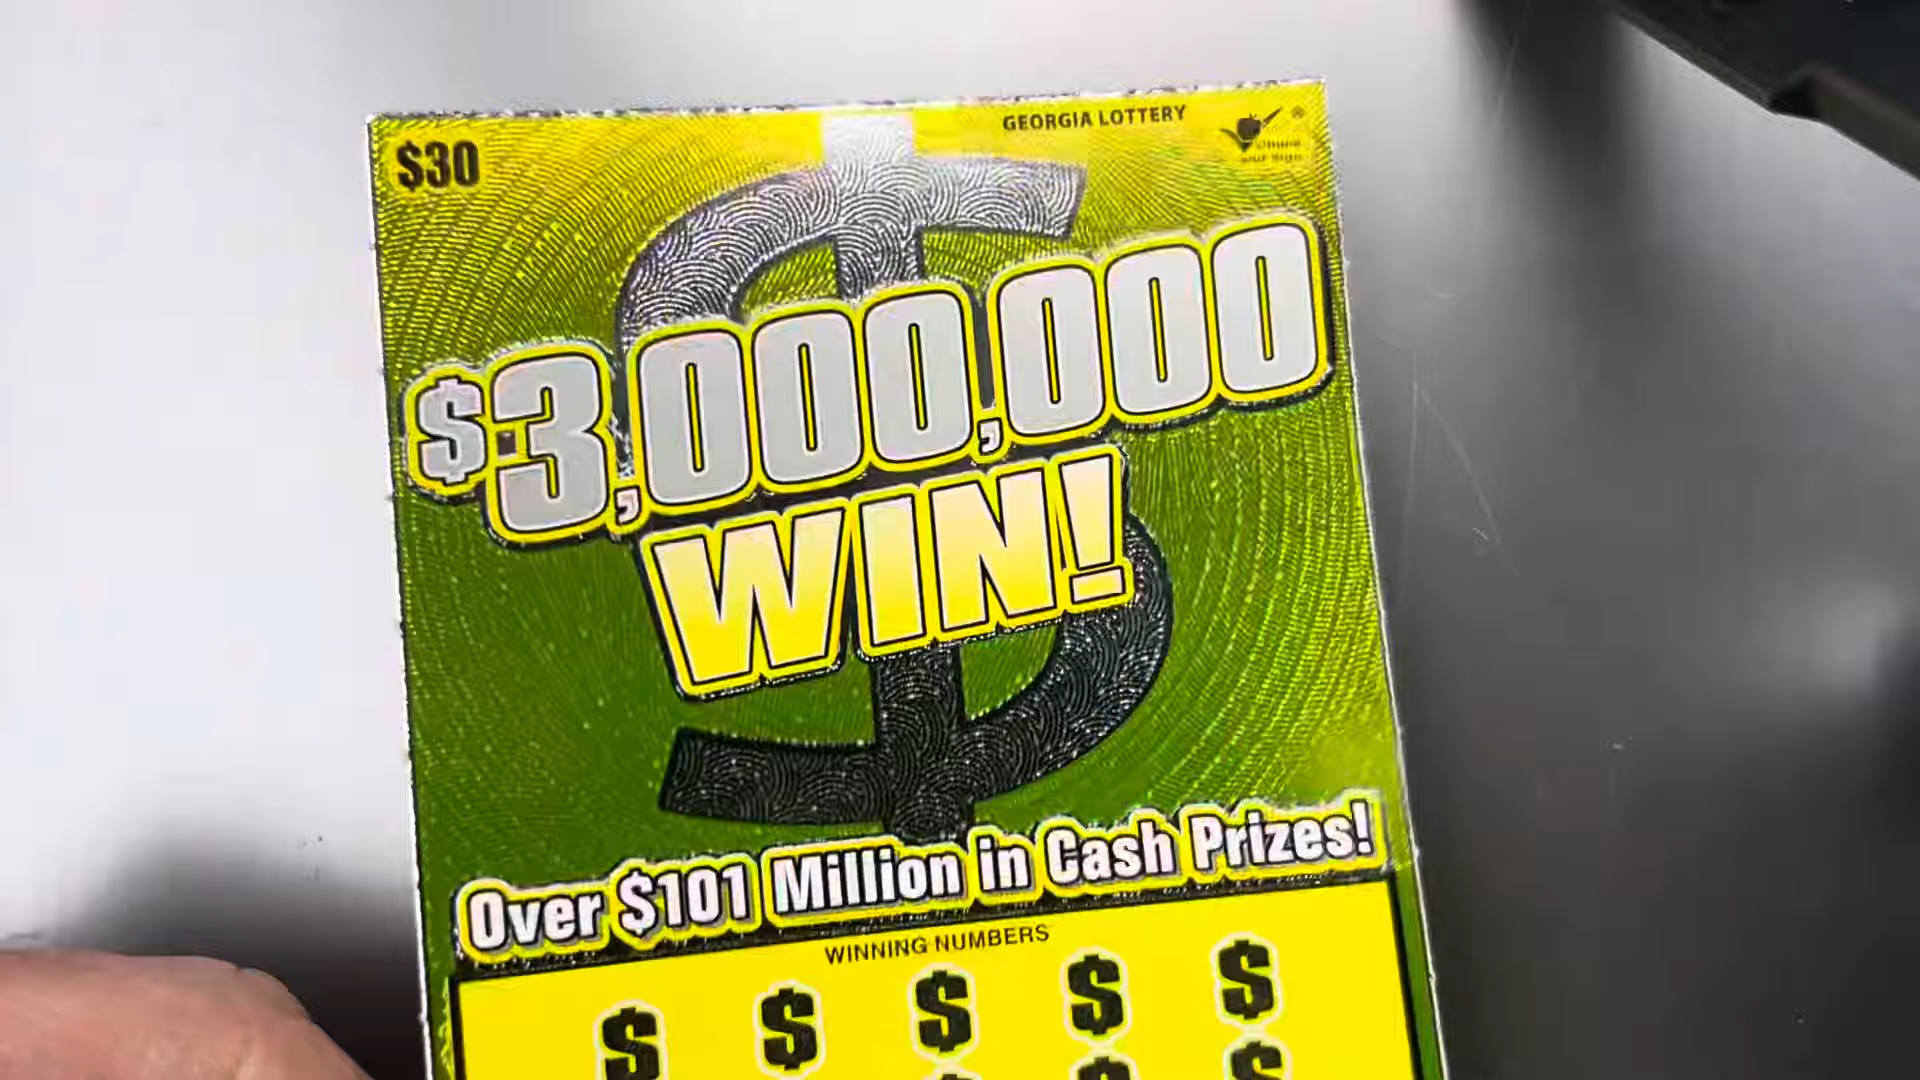 $30
GEORGIA LOTTERY
$3,000,000
WIN!
Over $101 Million in Cash Prizes!
WINNING NUMBERS
$ $ $ $ $